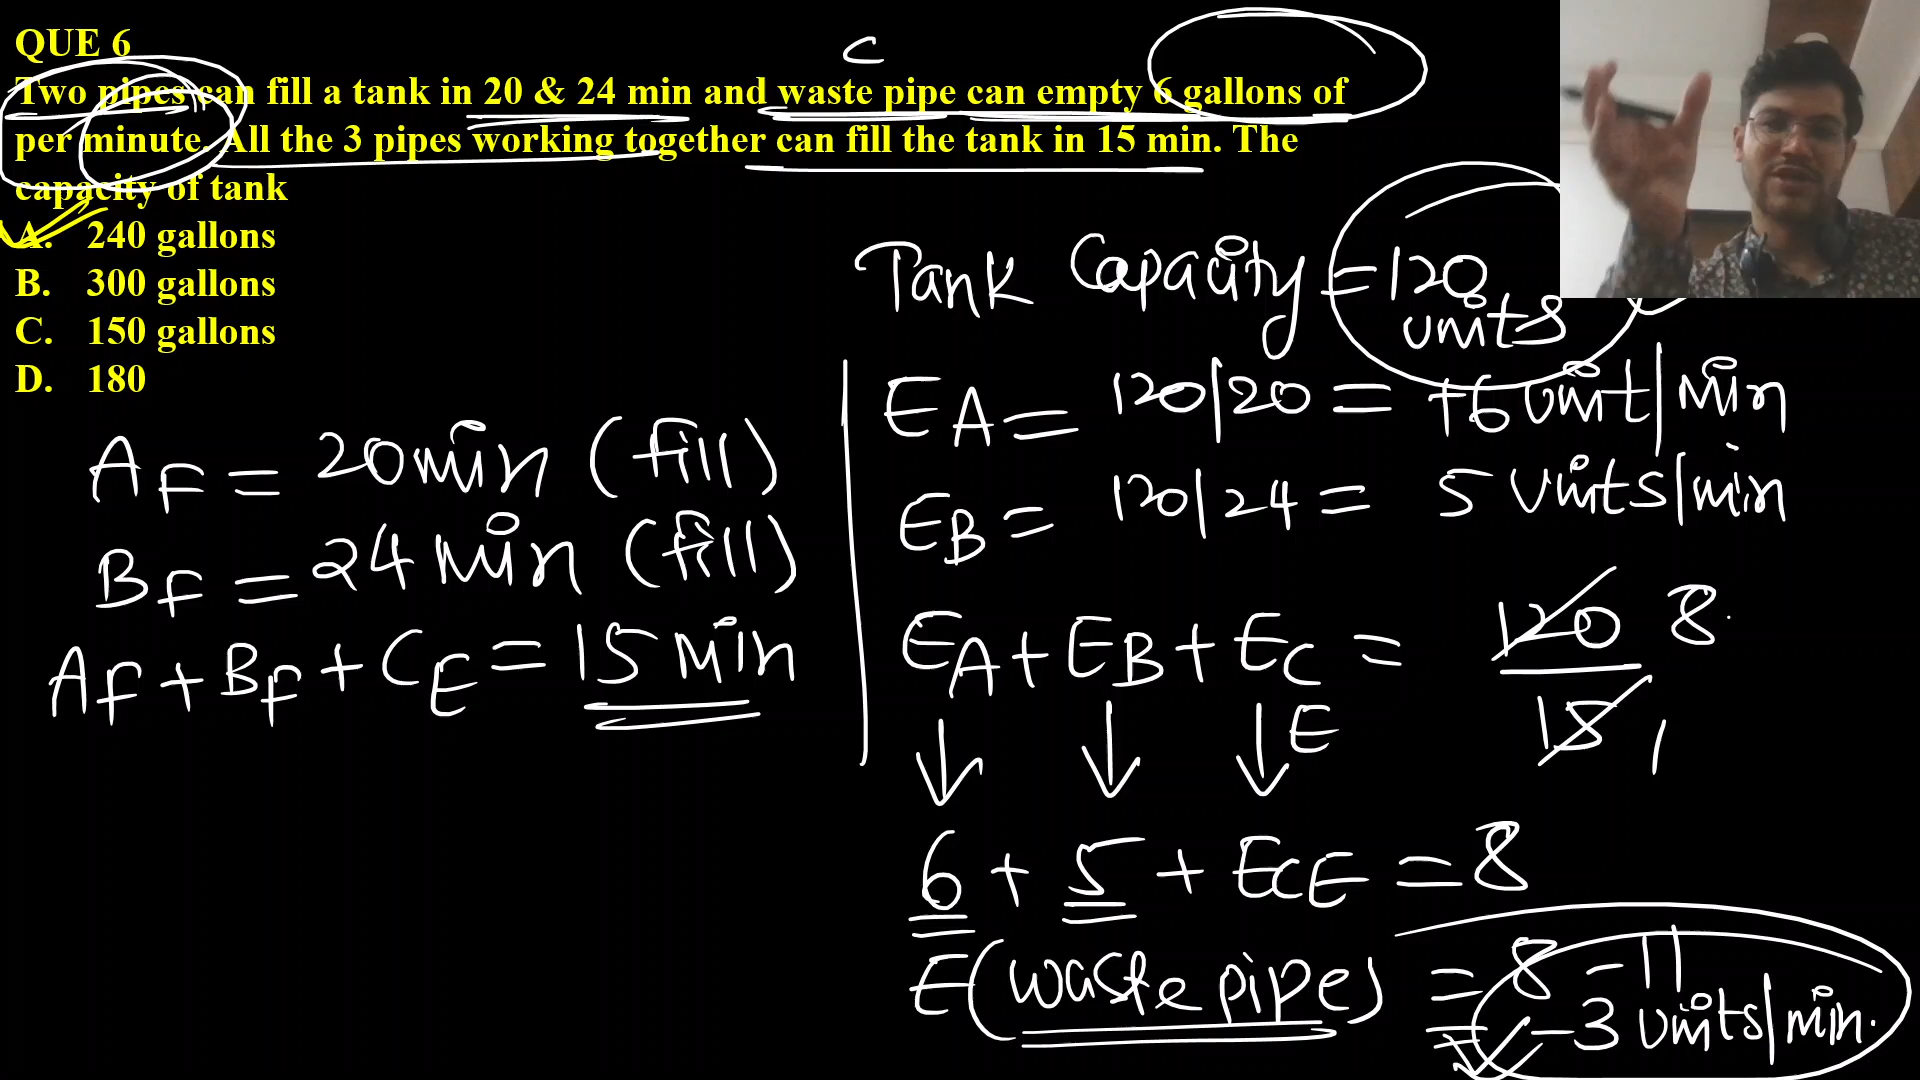 QUE 6
C
Two pipes can fill a tank in 20 & 24 min and waste pipe can empty 6 gallons of
per minute. All the 3 pipes working together can fill the tank in 15 min. The
capacity of tank
A. 240 gallons
B. 300 gallons
C. 150 gallons
D. 180
AF = 20min (fill)
BF = 24 min (fill)
AF + BF + CE = 15 Min
Tank Capacity = 120
units
EA = 120/20 = +6 unit/min
EB = 120/24 = 5 units/min
EA + EB + EC = 120 8
E 15 1
6 + 5 + ECE = 8
E(waste pipe) = 8 - 11
= -3 units/min.